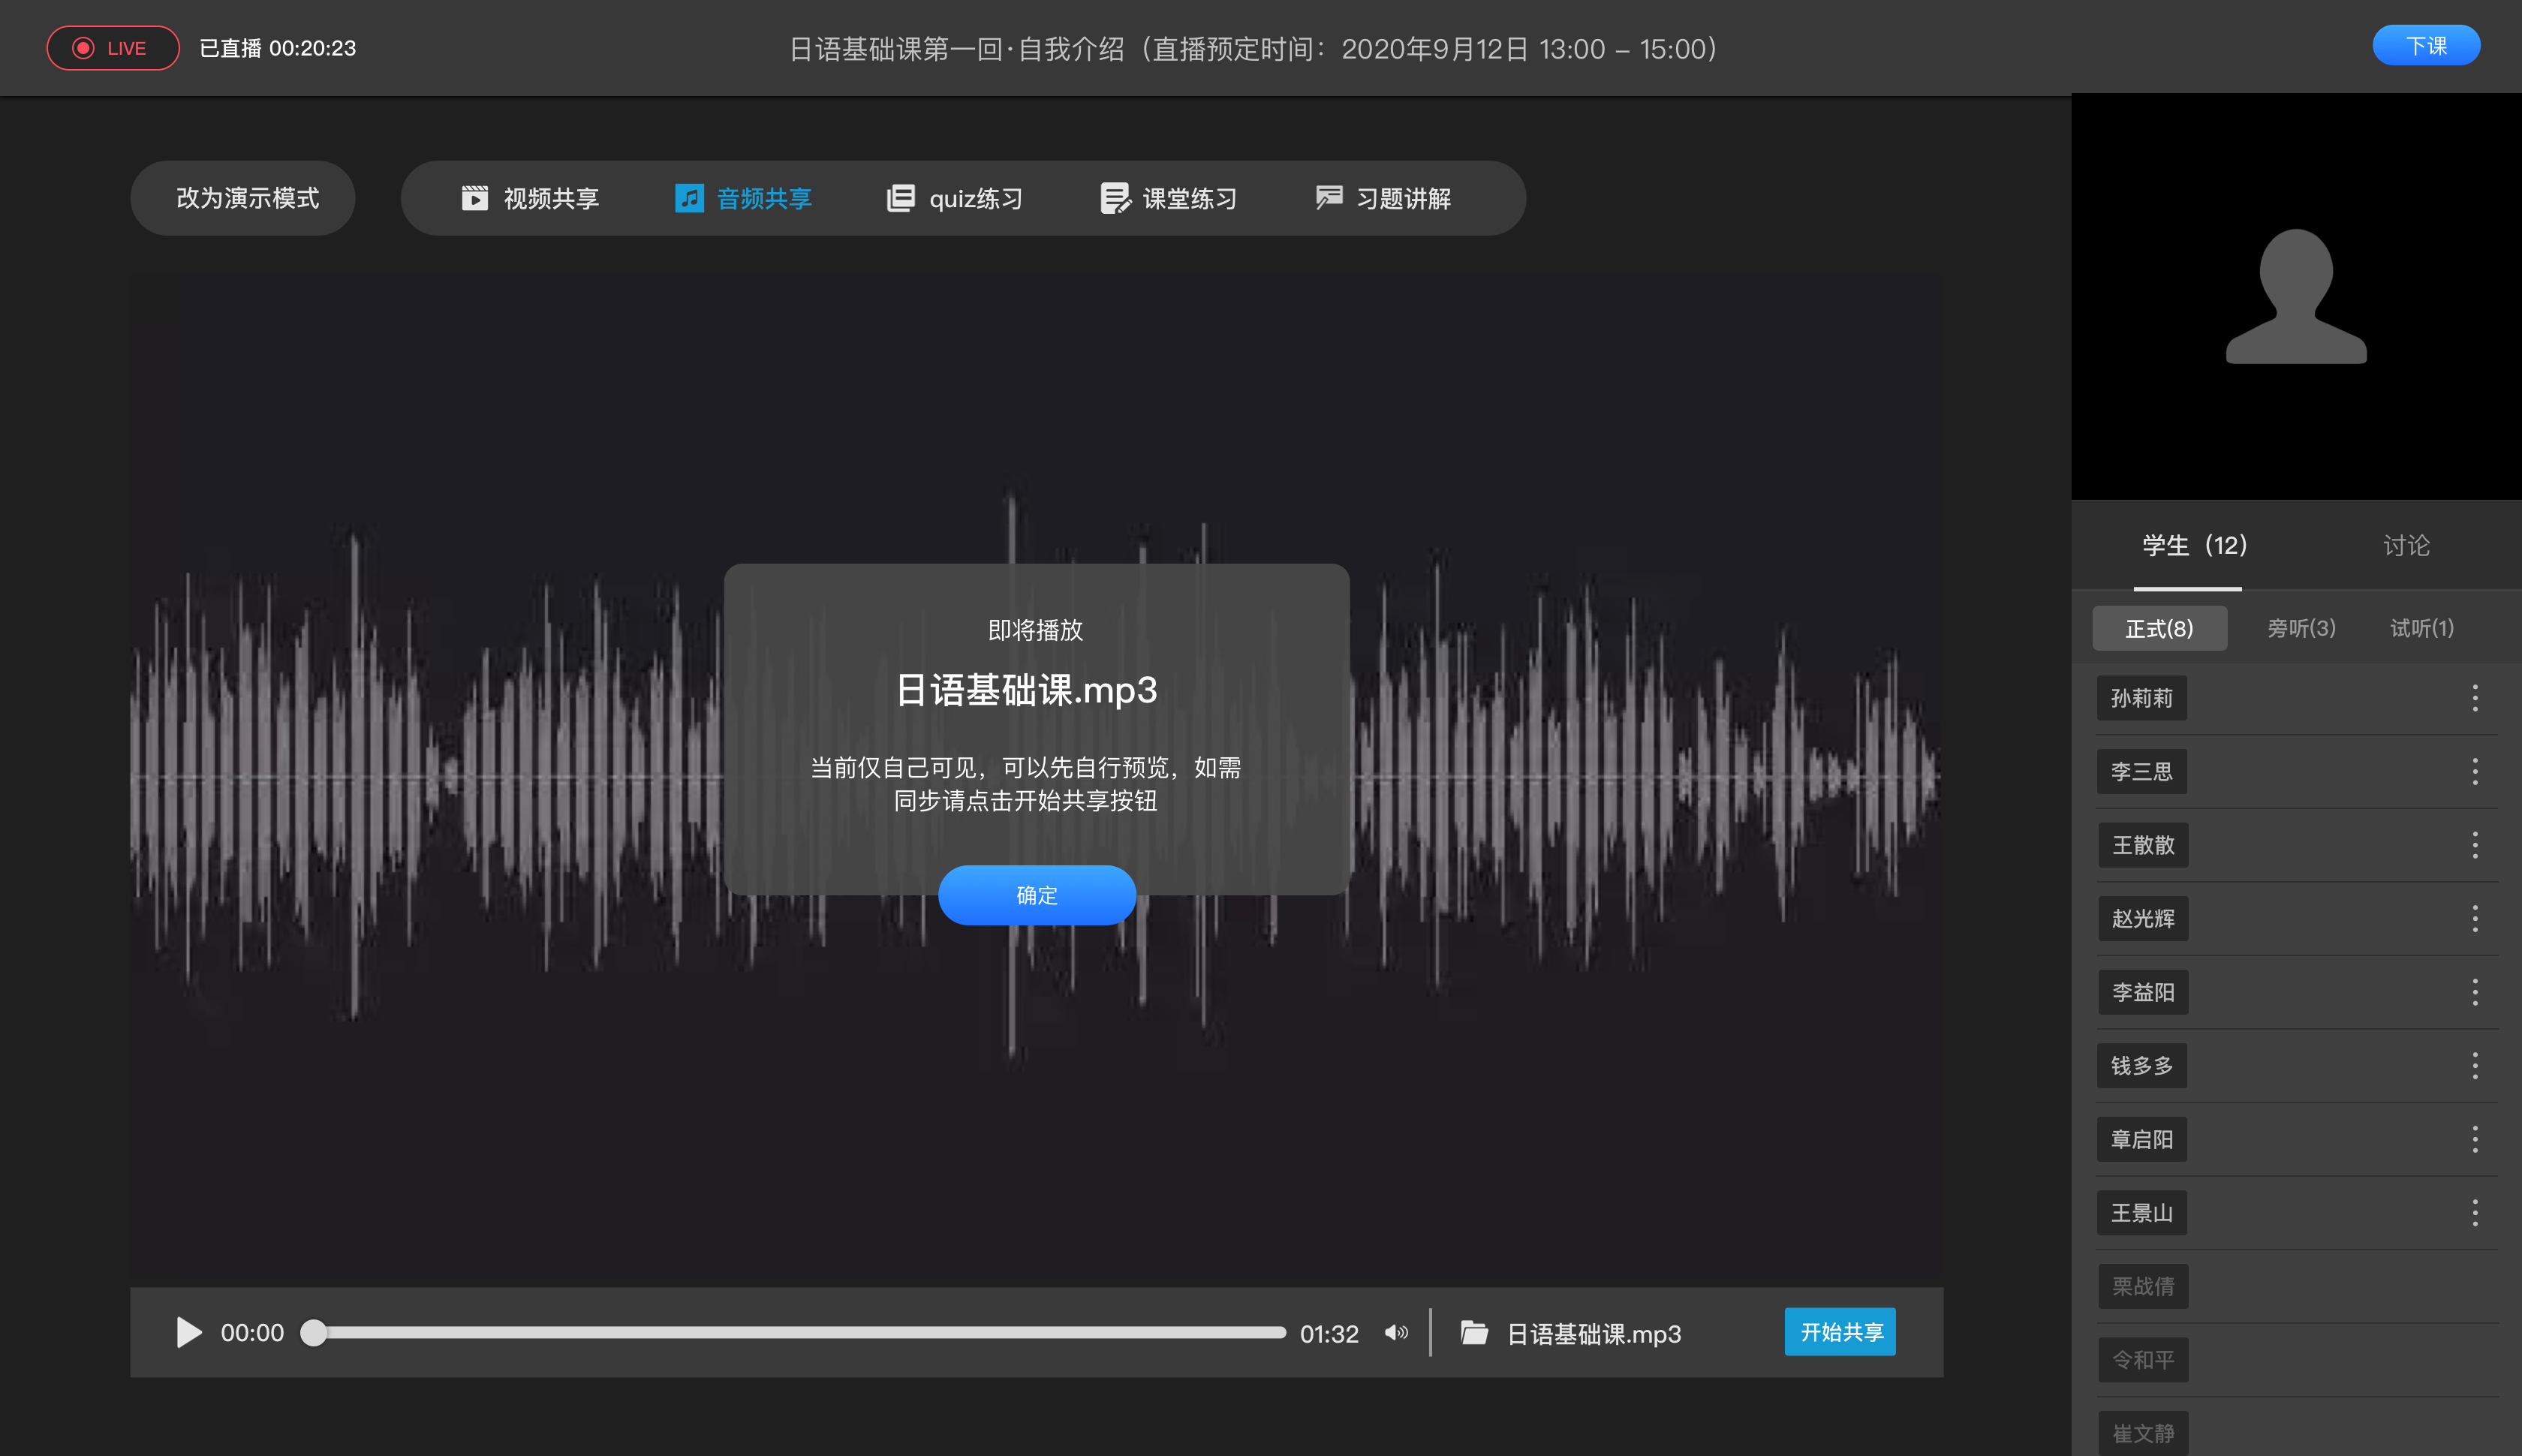 LIVE
已直播 00:20:23
日语基础课第一回·自我介绍（直播预定时间：2020年9月12日 13:00 – 15:00）
下课
改为演示模式
视频共享
音频共享
quiz练习
课堂练习
习题讲解
即将播放
日语基础课.mp3
当前仅自己可见，可以先自行预览，如需
同步请点击开始共享按钮
确定
00:00
01:32
日语基础课.mp3
开始共享
学生（12）
讨论
正式(8)
旁听(3)
试听(1)
孙莉莉
李三思
王散散
赵光辉
李益阳
钱多多
章启阳
王景山
栗战倩
令和平
崔文静